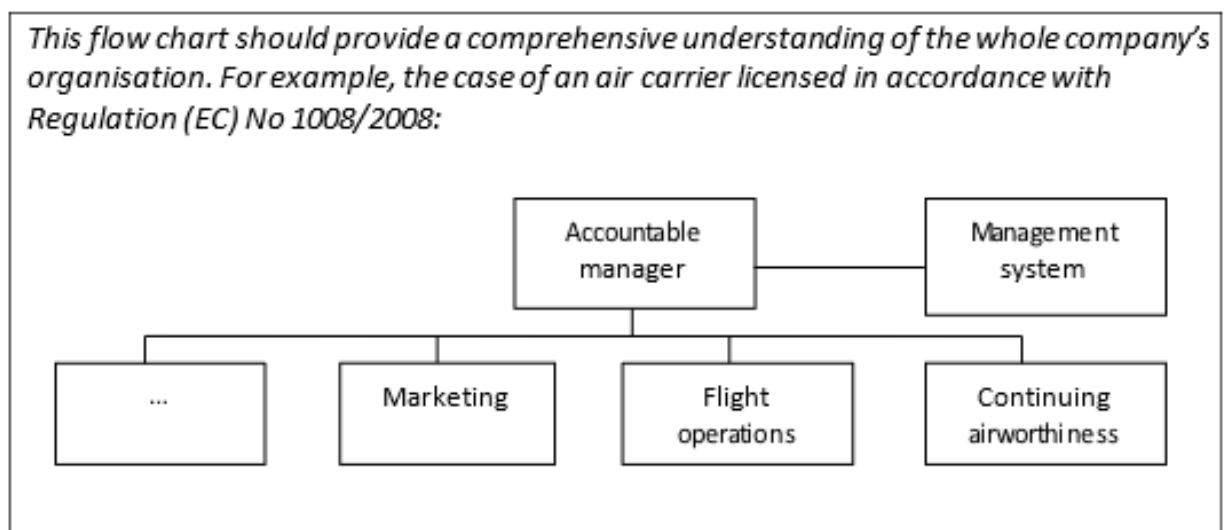 This flow chart should provide a comprehensive understanding of the whole company's
organisation. For example, the case of an air carrier licensed in accordance with
Regulation (EC) No 1008/2008:
Accountable
manager
Management
system
...
Marketing
Flight
operations
Continuing
airworthiness